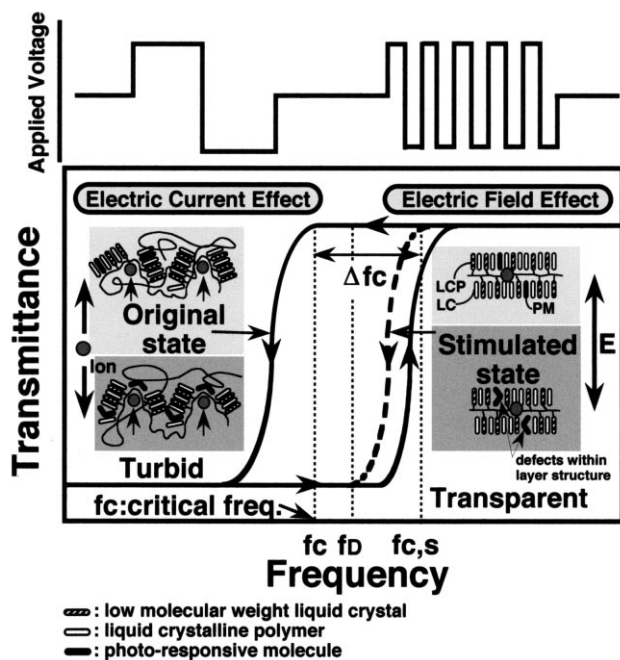 Applied Voltage
Electric Current Effect
Electric Field Effect
Transmittance
Δfc
LCP
LC
PM
Original
state
Stimulated
state
E
Ion
defects within
layer structure
Turbid
Transparent
fc:critical freq.
fc fD fc,s
Frequency
: low molecular weight liquid crystal
: liquid crystalline polymer
: photo-responsive molecule